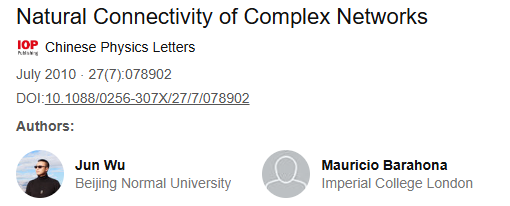 Natural Connectivity of Complex Networks
IOP Publishing Chinese Physics Letters
July 2010 · 27(7):078902
DOI:10.1088/0256-307X/27/7/078902
Authors:
Jun Wu
Beijing Normal University
Mauricio Barahona
Imperial College London